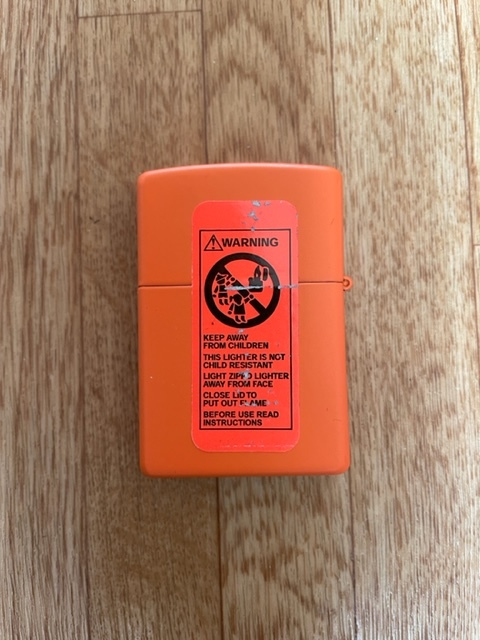 WARNING
KEEP AWAY
FROM CHILDREN
THIS LIGHTER IS NOT
CHILD RESISTANT
LIGHT ZIPPO LIGHTER
AWAY FROM FACE
CLOSE LID TO
PUT OUT FLAME
BEFORE USE READ
INSTRUCTIONS